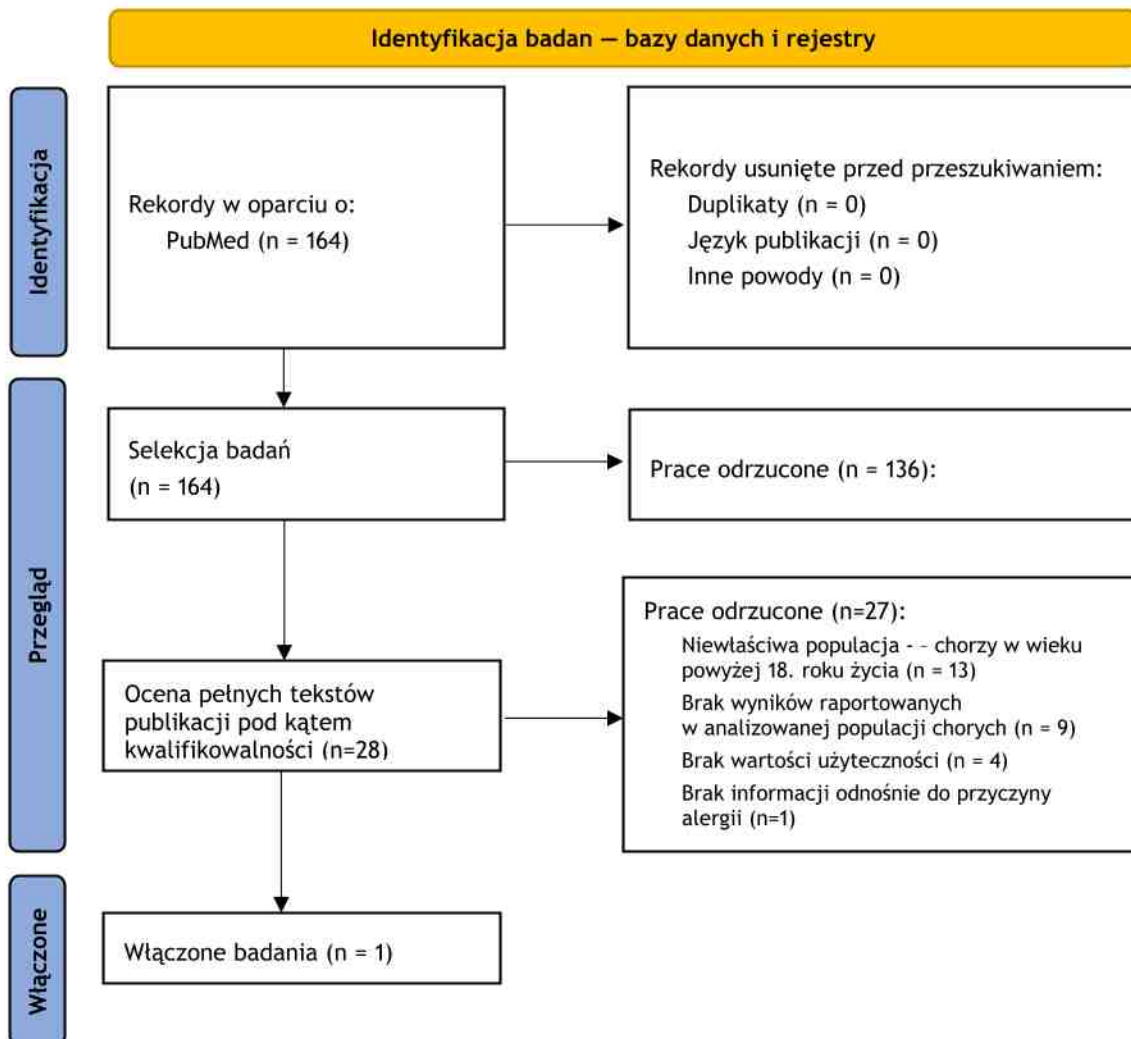 Identyfikacja badan — bazy danych i rejestry
Identyfikacja
Rekordy w oparciu o:
PubMed (n = 164)
Rekordy usunięte przed przeszukiwaniem:
Duplikaty (n = 0)
Język publikacji (n = 0)
Inne powody (n = 0)
Przegląd
Selekcja badań
(n = 164)
Prace odrzucone (n = 136):
Ocena pełnych tekstów
publikacji pod kątem
kwalifikowalności (n=28)
Prace odrzucone (n=27):
Niewłaściwa populacja - - chorzy w wieku
powyżej 18. roku życia (n = 13)
Brak wyników raportowanych
w analizowanej populacji chorych (n = 9)
Brak wartości użyteczności (n = 4)
Brak informacji odnośnie do przyczyny
alergii (n=1)
Włączone
Włączone badania (n = 1)